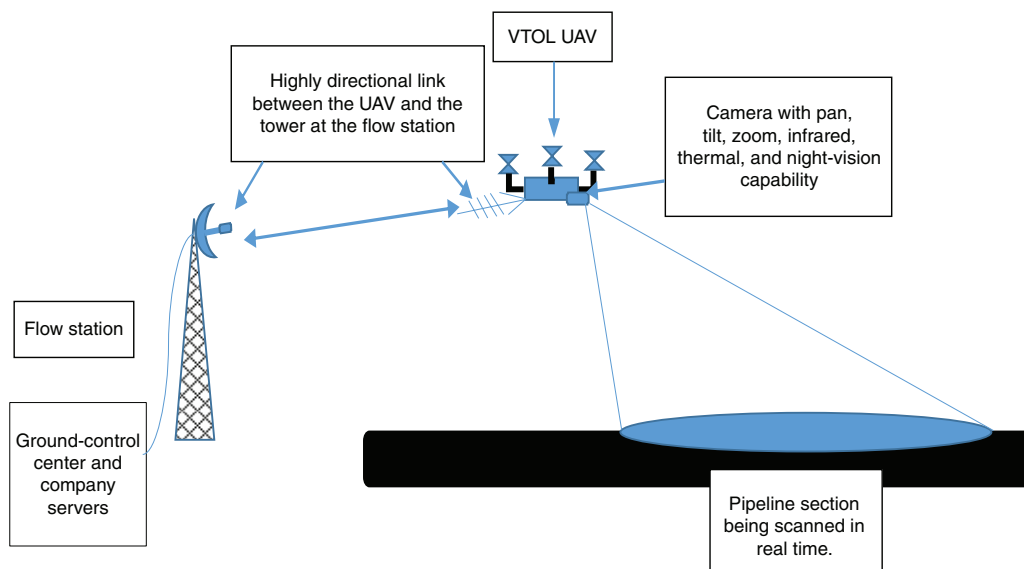 VTOL UAV
Highly directional link
between the UAV and the
tower at the flow station
Camera with pan,
tilt, zoom, infrared,
thermal, and night-vision
capability
Flow station
Ground-control
center and
company
servers
Pipeline section
being scanned in
real time.